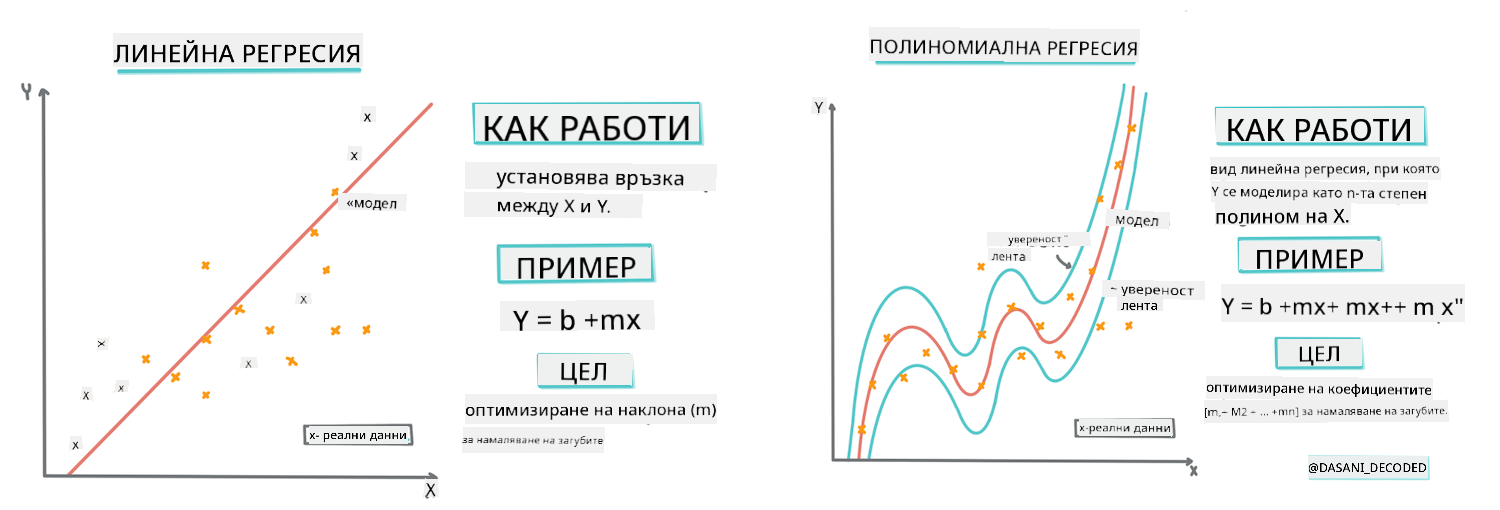 ЛИНЕЙНА РЕГРЕСИЯ
Y
x
x
«модел
x
x
x
x
x
x
x- реални данни
X
КАК РАБОТИ
установява връзка
между X и Y.
ПРИМЕР
Y = b +mx
ЦЕЛ
оптимизиране на наклона (m)
за намаляване на загубите
ПОЛИНОМИАЛНА РЕГРЕСИЯ
Y
модел
увереност
лента
~ увереност
лента
x-реални данни
x
КАК РАБОТИ
вид линейна регресия, при която
Y се моделира като n-та степен
полином на X.
ПРИМЕР
Y = b +mx+ mx++ m x"
ЦЕЛ
оптимизиране на коефициентите
[m,+ M2 + ... +mn] за намаляване на загубите.
@DASANI_DECODED